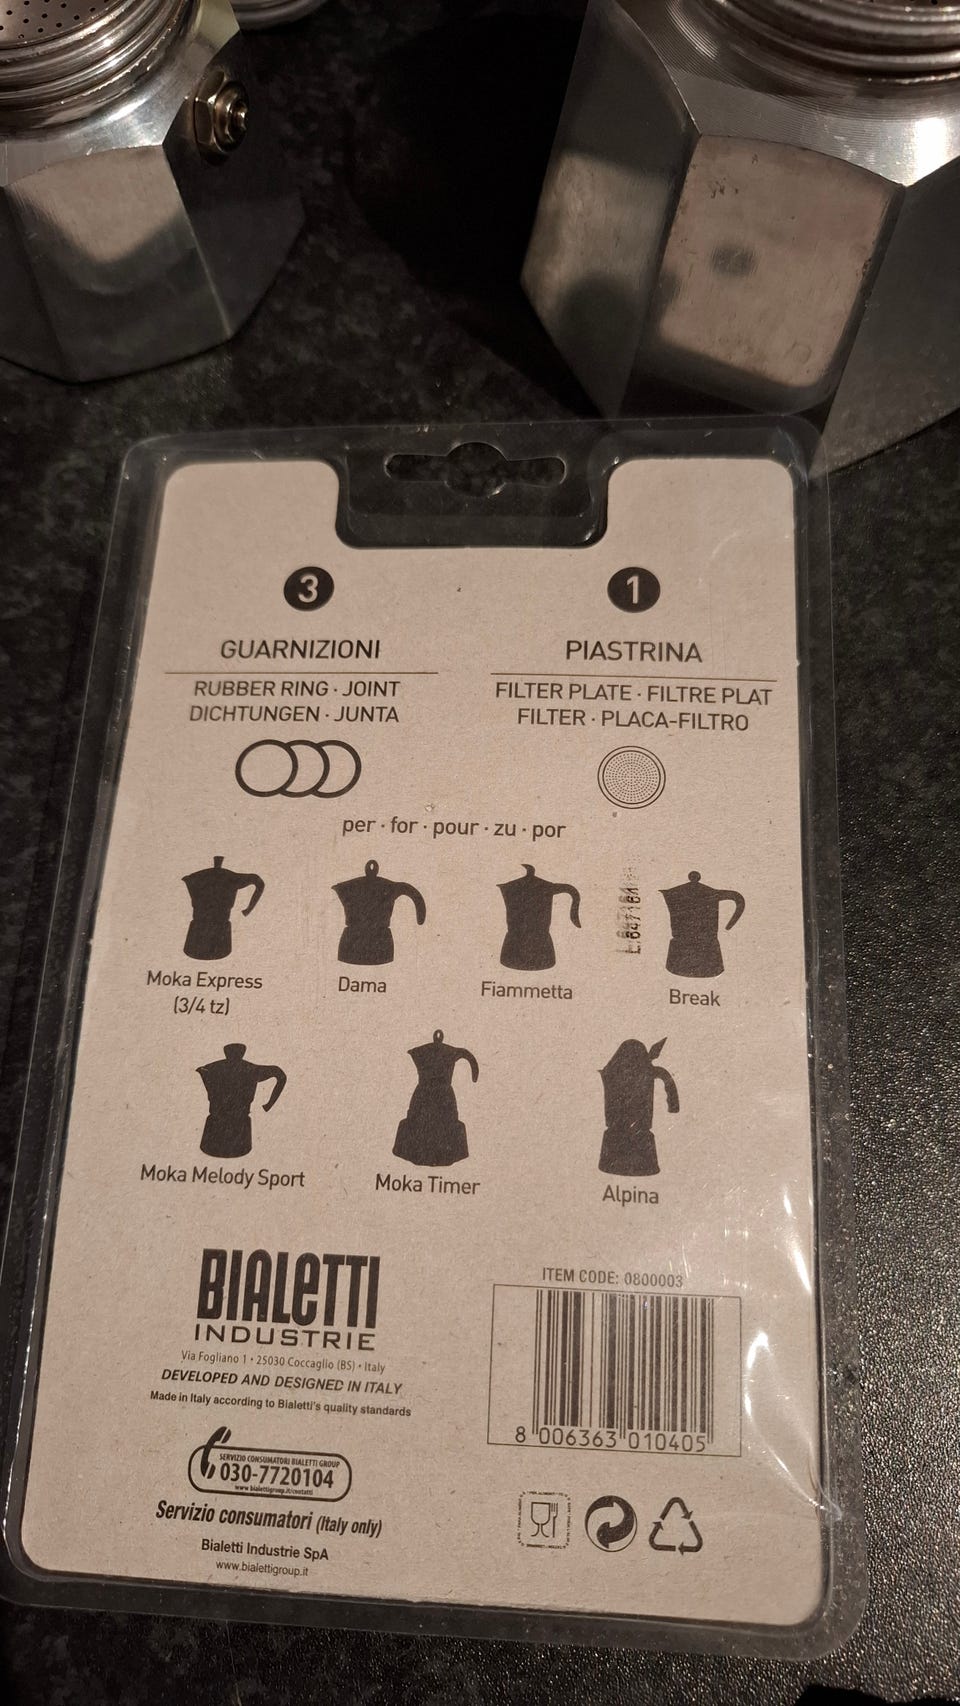 3
GUARNIZIONI
RUBBER RING · JOINT
DICHTUNGEN · JUNTA
1
PIASTRINA
FILTER PLATE · FILTRE PLAT
FILTER · PLACA-FILTRO
per · for · pour · zu · por
Moka Express
(3/4 tz)
Dama
Fiammetta
Break
Moka Melody Sport
Moka Timer
Alpina
BIALETTI
INDUSTRIE
Via Fogliano 1 • 25030 Coccaglio (BS) • Italy
DEVELOPED AND DESIGNED IN ITALY
Made in Italy according to Bialetti's quality standards
SERVIZIO CONSUMATORI BIALETTI GROUP
030-7720104
www.bialettigroup.it/contatti
Servizio consumatori (Italy only)
Bialetti Industrie SpA
www.bialettigroup.it
ITEM CODE: 0800003
8 006363 010405